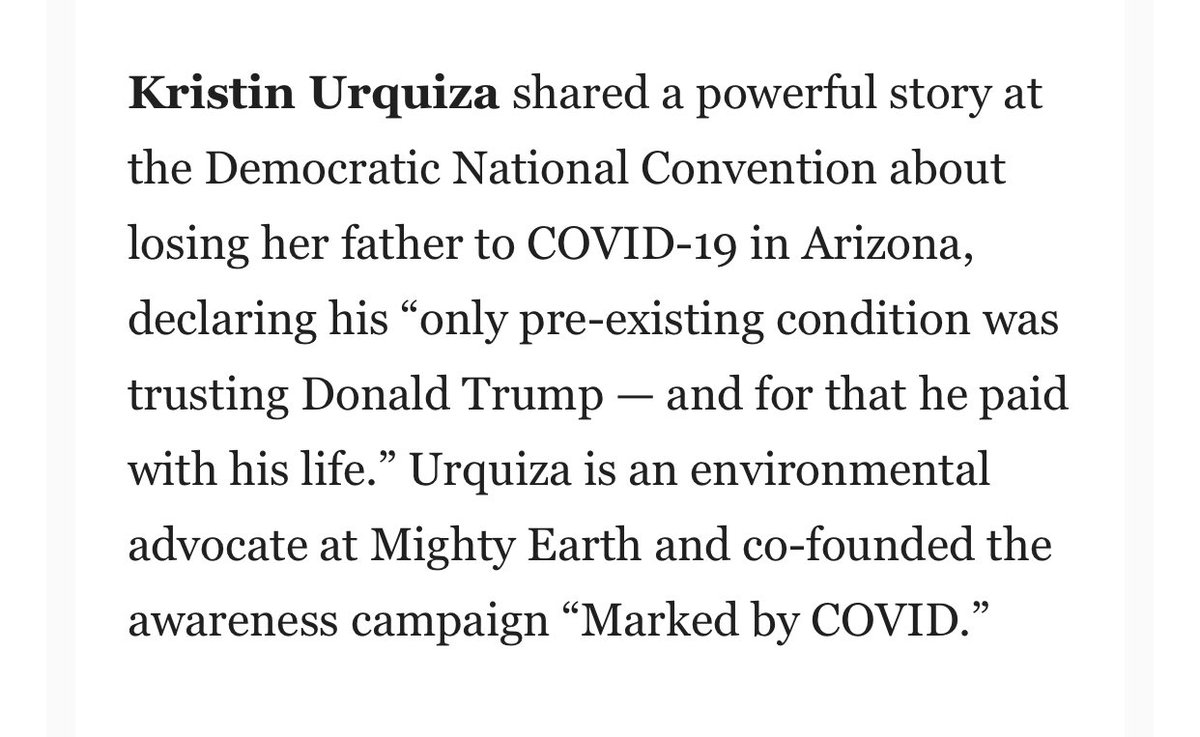 Kristin Urquiza shared a powerful story at
the Democratic National Convention about
losing her father to COVID-19 in Arizona,
declaring his “only pre-existing condition was
trusting Donald Trump — and for that he paid
with his life.” Urquiza is an environmental
advocate at Mighty Earth and co-founded the
awareness campaign “Marked by COVID.”